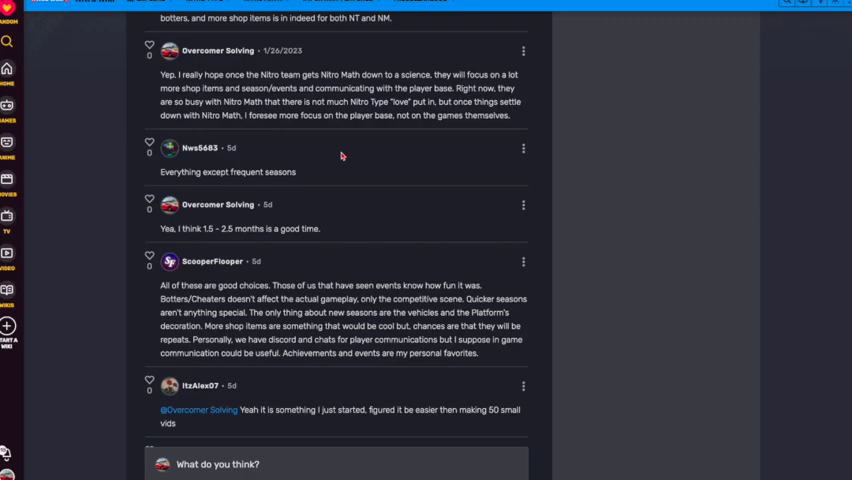 botters, and more shop items is in indeed for both NT and NM.
Overcomer Solving • 1/26/2023
0
Yep. I really hope once the Nitro team gets Nitro Math down to a science, they will focus on a lot
more shop items and season/events and communicating with the player base. Right now, they
are so busy with Nitro Math that there is not much Nitro Type "love" put in, but once things settle
down with Nitro Math, I foresee more focus on the player base, not on the games themselves.
Nws5683 • 5d
0
Everything except frequent seasons
Overcomer Solving • 5d
0
Yea, I think 1.5 - 2.5 months is a good time.
SF ScooperFlooper • 5d
0
All of these are good choices. Those of us that have seen events know how fun it was.
Botters/Cheaters doesn't affect the actual gameplay, only the competitive scene. Quicker seasons
aren't anything special. The only thing about new seasons are the vehicles and the Platform's
decoration. More shop items are something that would be cool but, chances are that they will be
repeats. Personally, we have discord and chats for player communications but I suppose in game
communication could be useful. Achievements and events are my personal favorites.
ItzAlex07 • 5d
0
@Overcomer Solving Yeah it is something I just started, figured it be easier then making 50 small
vids
What do you think?
HOME
GAMES
ANIME
MOVIES
TV
VIDEO
WIKIS
START A
WIKI